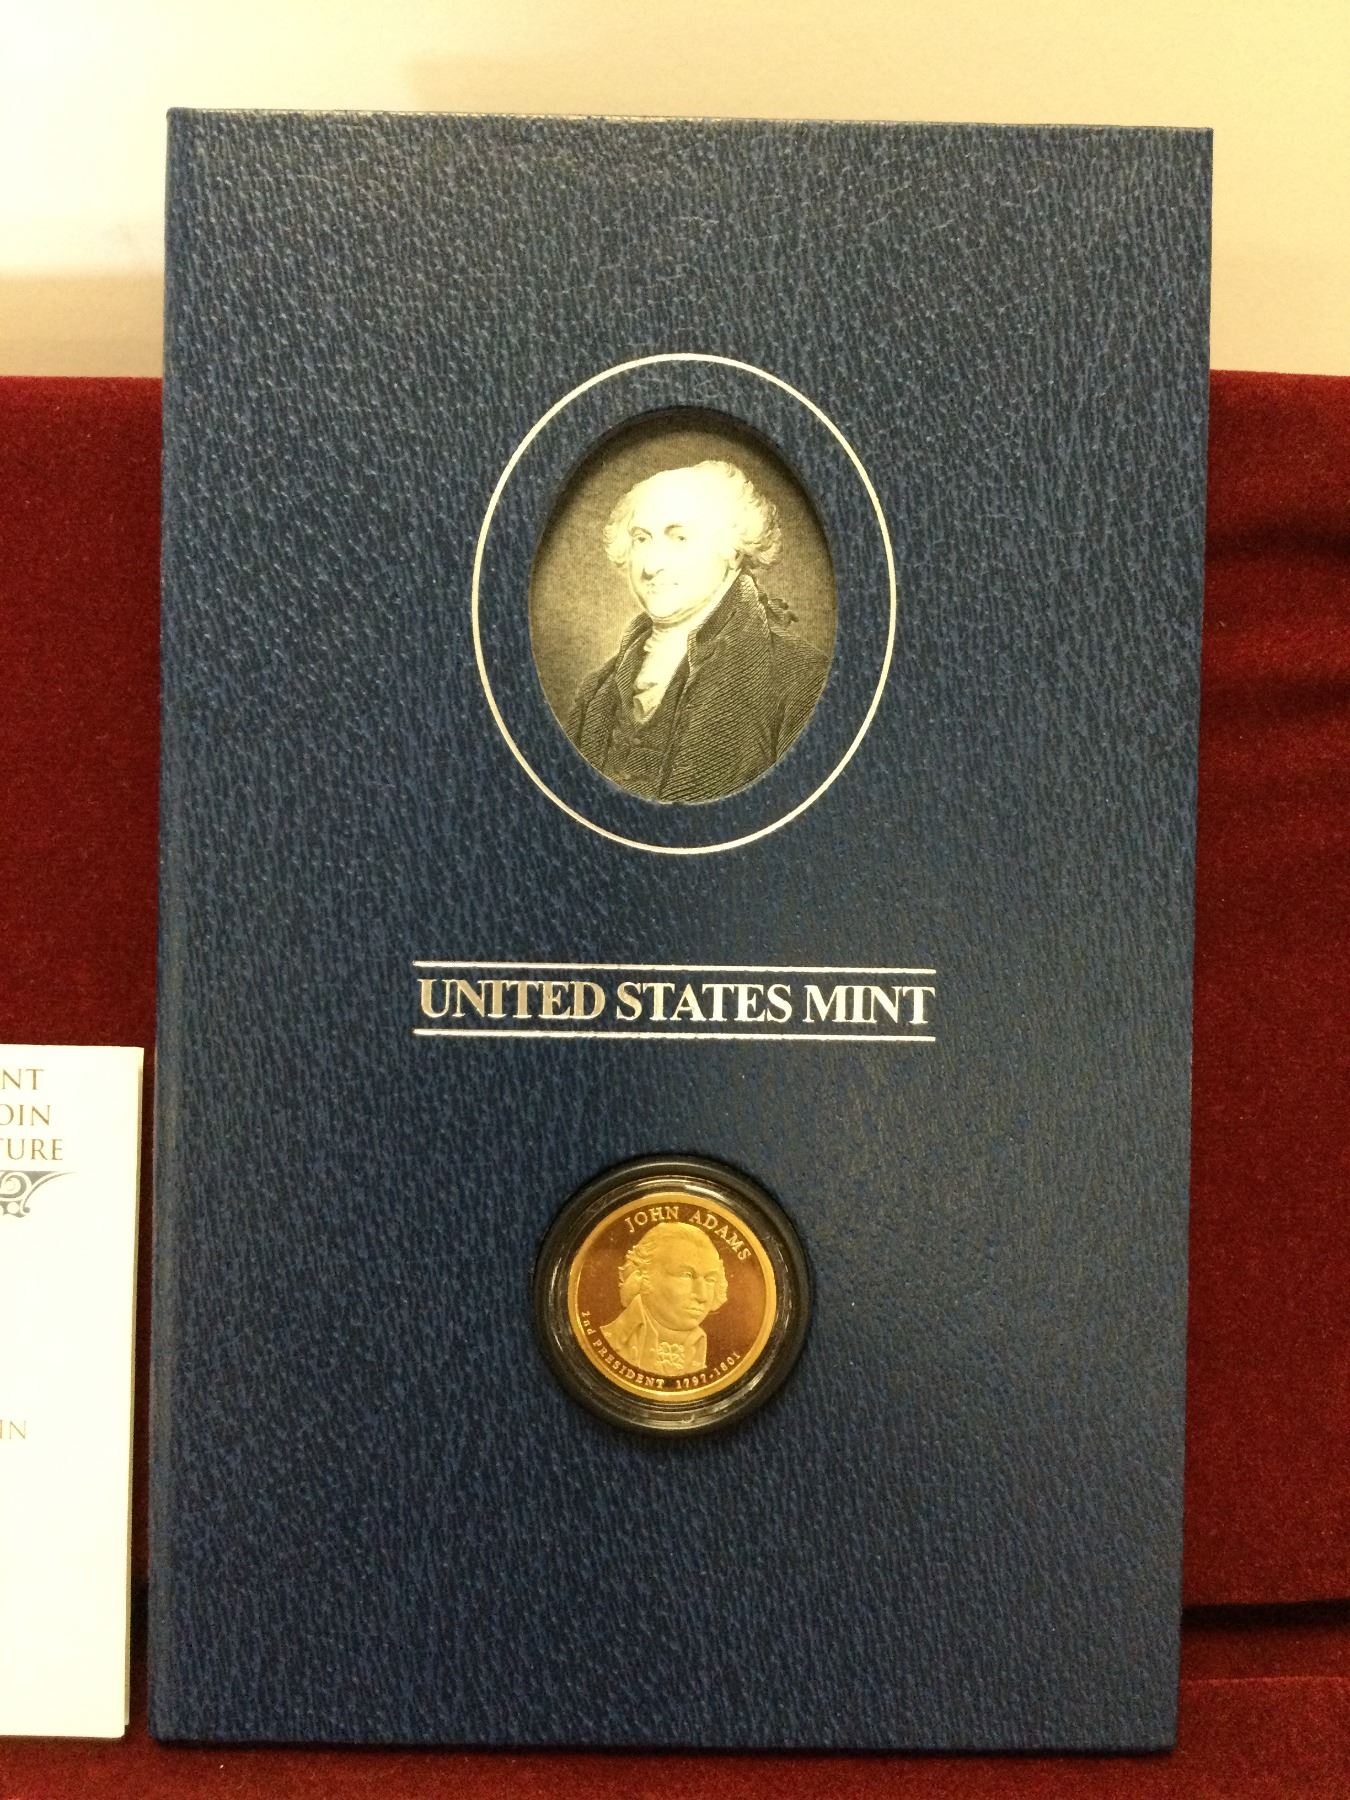 UNITED STATES MINT
JOHN ADAMS
2nd PRESIDENT 1797-1801
NT
OIN
TURE
IN